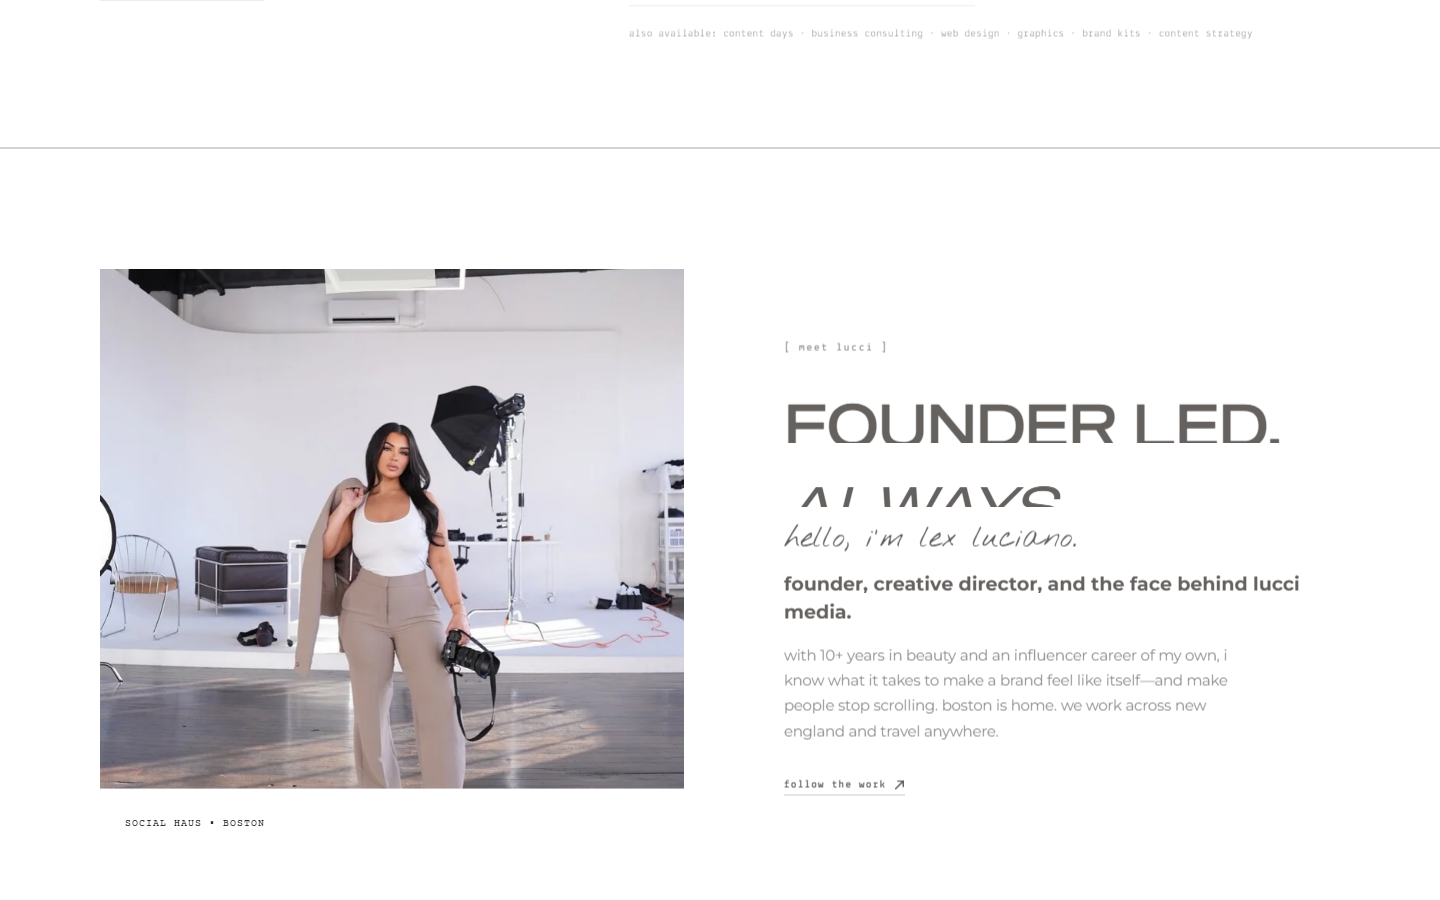 also available: content days · business consulting · web design · graphics · brand kits · content strategy
[ meet lucci ]
FOUNDER LED.
ALWAYS
hello, i'm lex luciano.
founder, creative director, and the face behind lucci
media.
with 10+ years in beauty and an influencer career of my own, i
know what it takes to make a brand feel like itself—and make
people stop scrolling. boston is home. we work across new
england and travel anywhere.
follow the work
SOCIAL HAUS • BOSTON